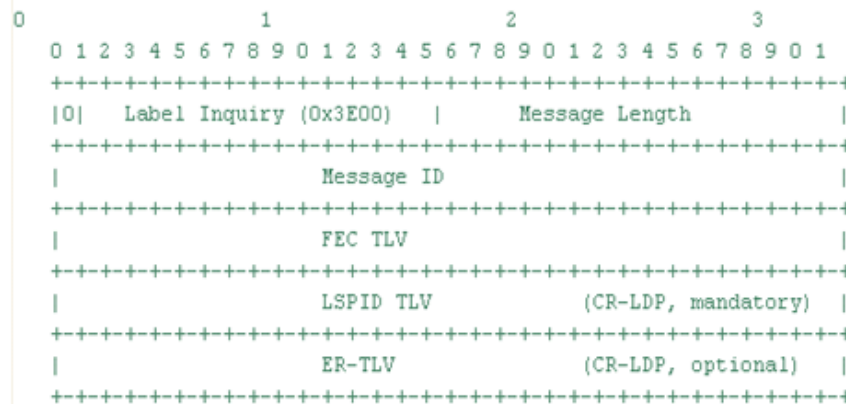 0                   1                   2                   3
0 1 2 3 4 5 6 7 8 9 0 1 2 3 4 5 6 7 8 9 0 1 2 3 4 5 6 7 8 9 0 1
+-+-+-+-+-+-+-+-+-+-+-+-+-+-+-+-+-+-+-+-+-+-+-+-+-+-+-+-+-+-+-+-+
|0|   Label Inquiry (0x3E00)   |      Message Length            |
+-+-+-+-+-+-+-+-+-+-+-+-+-+-+-+-+-+-+-+-+-+-+-+-+-+-+-+-+-+-+-+-+
|                     Message ID                                |
+-+-+-+-+-+-+-+-+-+-+-+-+-+-+-+-+-+-+-+-+-+-+-+-+-+-+-+-+-+-+-+-+
|                     FEC TLV                                   |
+-+-+-+-+-+-+-+-+-+-+-+-+-+-+-+-+-+-+-+-+-+-+-+-+-+-+-+-+-+-+-+-+
|                     LSPID TLV            (CR-LDP, mandatory)  |
+-+-+-+-+-+-+-+-+-+-+-+-+-+-+-+-+-+-+-+-+-+-+-+-+-+-+-+-+-+-+-+-+
|                     ER-TLV               (CR-LDP, optional)   |
+-+-+-+-+-+-+-+-+-+-+-+-+-+-+-+-+-+-+-+-+-+-+-+-+-+-+-+-+-+-+-+-+